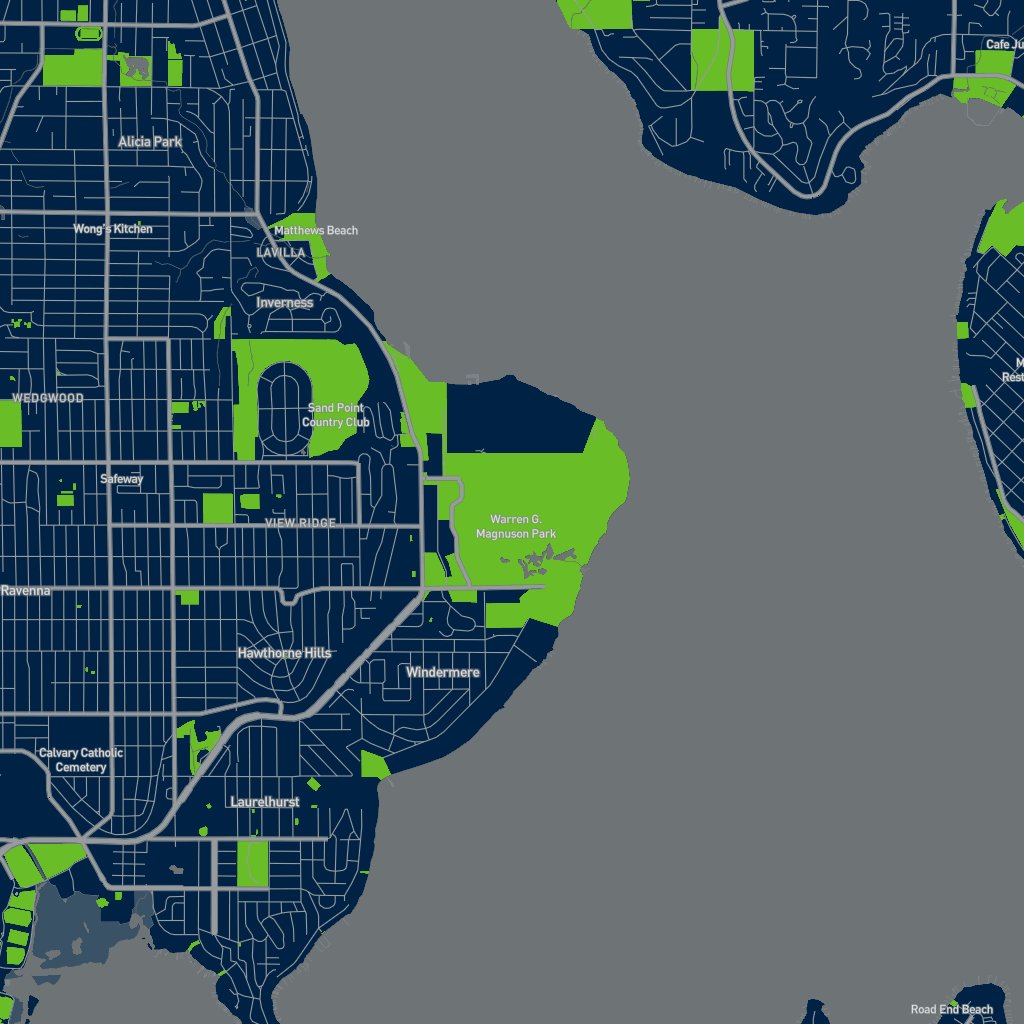 Cafe Ju
Alicia Park
Wong's Kitchen
Matthews Beach
LAVILLA
Inverness
M
Rest
WEDGWOOD
Sand Point
Country Club
Safeway
Warren G.
Magnuson Park
VIEW RIDGE
Ravenna
Hawthorne Hills
Windermere
Calvary Catholic
Cemetery
Laurelhurst
Road End Beach